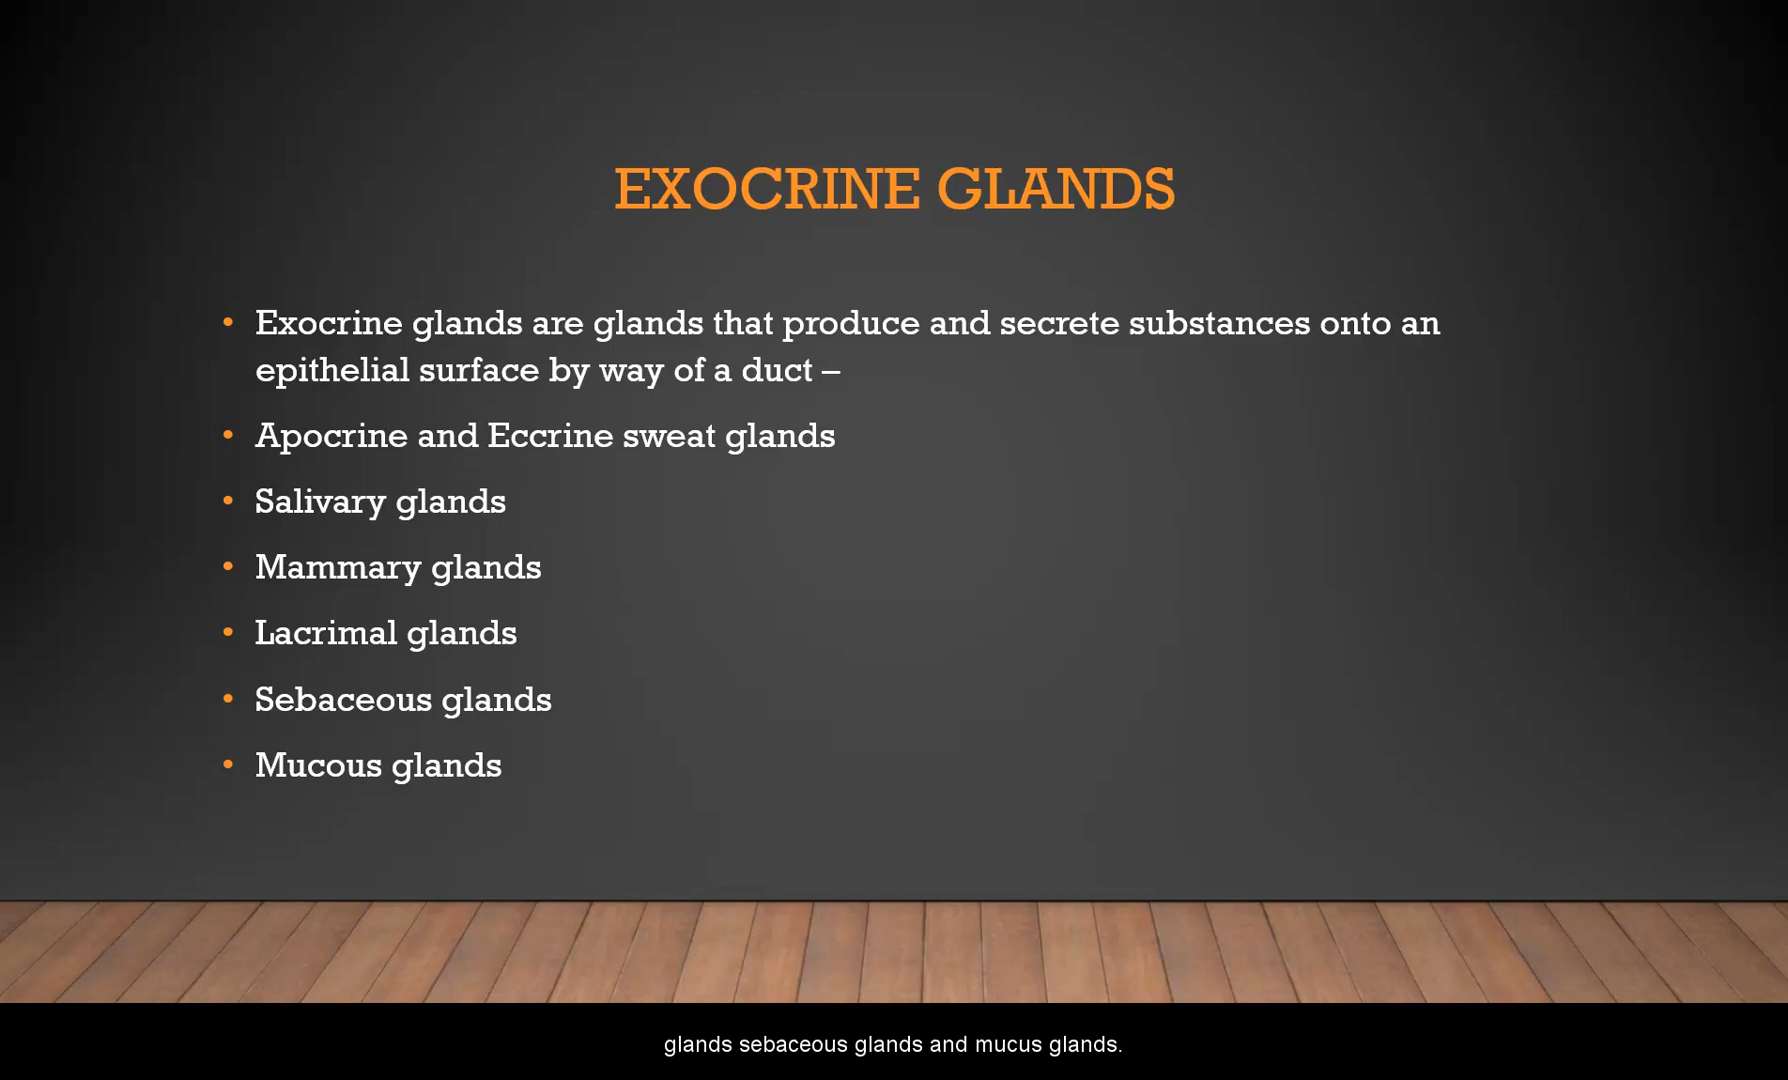 EXOCRINE GLANDS
• Exocrine glands are glands that produce and secrete substances onto an
epithelial surface by way of a duct –
• Apocrine and Eccrine sweat glands
• Salivary glands
• Mammary glands
• Lacrimal glands
• Sebaceous glands
• Mucous glands
glands sebaceous glands and mucus glands.